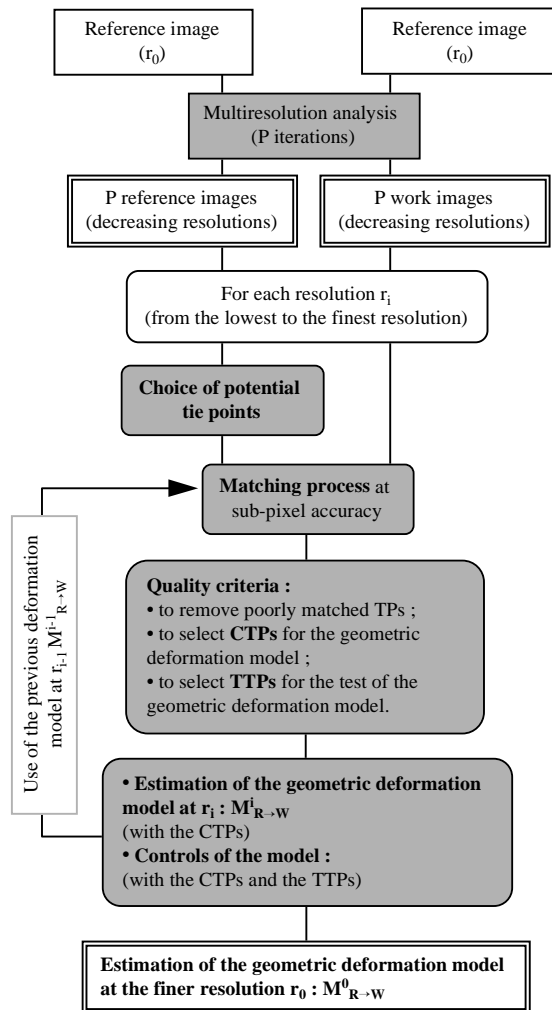 Reference image
(r₀)
Reference image
(r₀)
Multiresolution analysis
(P iterations)
P reference images
(decreasing resolutions)
P work images
(decreasing resolutions)
For each resolution rᵢ
(from the lowest to the finest resolution)
Choice of potential
tie points
Matching process at
sub-pixel accuracy
Use of the previous deformation
model at rᵢ₋₁ Mⁱ⁻¹R→W
Quality criteria :
• to remove poorly matched TPs ;
• to select CTPs for the geometric
deformation model ;
• to select TTPs for the test of the
geometric deformation model.
• Estimation of the geometric deformation
model at rᵢ : MⁱR→W
(with the CTPs)
• Controls of the model :
(with the CTPs and the TTPs)
Estimation of the geometric deformation model
at the finer resolution r₀ : M⁰R→W